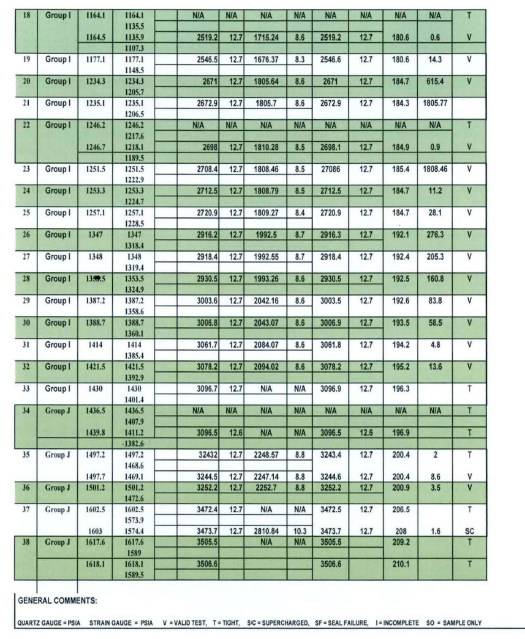 18 Group I 1164.1 1164.1 N/A N/A N/A N/A N/A N/A N/A N/A T
1135.5
1164.5 1135.9 2519.2 12.7 1715.24 8.6 2519.2 12.7 180.6 0.6 V
1107.3
19 Group I 1177.1 1177.1 2546.5 12.7 1676.37 8.3 2546.6 12.7 180.6 14.3 V
1148.5
20 Group I 1234.3 1234.3 2671 12.7 1805.64 8.6 2671 12.7 184.7 615.4 V
1205.7
21 Group I 1235.1 1235.1 2672.9 12.7 1805.7 8.6 2672.9 12.7 184.3 1805.77
1206.5
22 Group I 1246.2 1246.2 N/A N/A N/A N/A N/A N/A N/A N/A T
1217.6
1246.7 1218.1 2698 12.7 1810.28 8.5 2698.1 12.7 184.9 0.9 V
1189.5
23 Group I 1251.5 1251.5 2708.4 12.7 1808.46 8.5 27086 12.7 185.4 1808.46 V
1222.9
24 Group I 1253.3 1253.3 2712.5 12.7 1808.79 8.5 2712.5 12.7 184.7 11.2 V
1224.7
25 Group I 1257.1 1257.1 2720.9 12.7 1809.27 8.4 2720.9 12.7 184.7 28.1 V
1228.5
26 Group I 1347 1347 2916.2 12.7 1992.5 8.7 2916.3 12.7 192.1 276.3 V
1318.4
27 Group I 1348 1348 2918.4 12.7 1992.55 8.7 2918.4 12.7 192.4 205.3 V
1319.4
28 Group I 1353.5 2930.5 12.7 1993.26 8.6 2930.5 12.7 192.5 160.8 V
1324.9
29 Group I 1387.2 1387.2 3003.6 12.7 2042.16 8.6 3003.5 12.7 192.6 83.8 V
1358.6
30 Group I 1388.7 1388.7 3006.8 12.7 2043.07 8.6 3006.9 12.7 193.5 58.5 V
1360.1
31 Group I 1414 1414 3061.7 12.7 2084.07 8.6 3061.8 12.7 194.2 4.8 V
1385.4
32 Group I 1421.5 1421.5 3078.2 12.7 2094.02 8.6 3078.2 12.7 195.2 13.6 V
1392.9
33 Group I 1430 1430 3096.7 12.7 N/A N/A 3096.9 12.7 196.3 T
1401.4
34 Group J 1436.5 1436.5 N/A N/A N/A N/A N/A N/A N/A N/A T
1407.9
1439.8 1411.2 3096.5 12.6 N/A N/A 3096.5 12.6 196.9 T
-1382.6
35 Group J 1497.2 1497.2 32432 12.7 2248.57 8.8 3243.4 12.7 200.4 2 T
1468.6
1497.7 1469.1 3244.5 12.7 2247.14 8.8 3244.6 12.7 200.4 8.6 V
36 Group J 1501.2 1501.2 3252.2 12.7 2252.7 8.8 3252.2 12.7 200.9 3.5 V
1472.6
37 Group J 1602.5 1602.5 3472.4 12.7 N/A N/A 3472.5 12.7 206.5 T
1573.9
1603 1574.4 3473.7 12.7 2810.84 10.3 3473.7 12.7 208 1.6 SC
38 Group J 1617.6 1617.6 3505.5 N/A N/A 3505.5 209.2 T
1589
1618.1 1618.1 3506.6 3506.6 210.1 T
1589.5
GENERAL COMMENTS:
QUARTZ GAUGE = PSIA STRAIN GAUGE = PSIA V = VALID TEST, T = TIGHT, S/C = SUPERCHARGED, SF = SEAL FAILURE, I = INCOMPLETE SO = SAMPLE ONLY